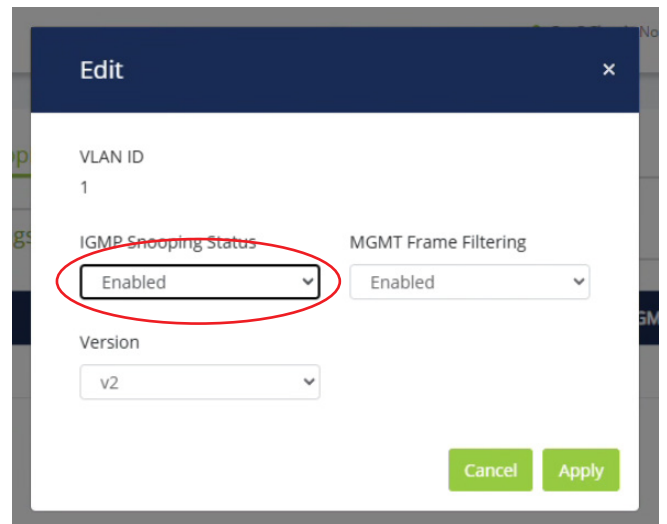 Edit ×
VLAN ID
1
IGMP Snooping Status MGMT Frame Filtering
Enabled Enabled
Version
v2
Cancel Apply